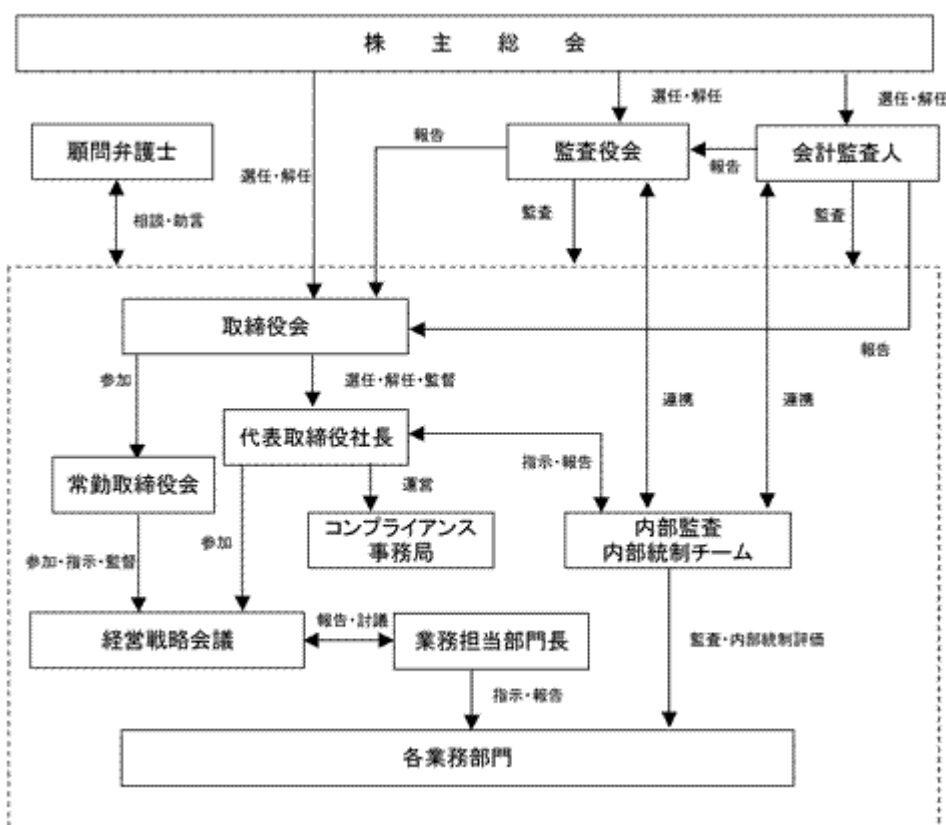 株主総会
選任・解任
選任・解任
顧問弁護士
報告
監査役会
会計監査人
選任・解任
報告
相談・助言
監査
監査
取締役会
報告
参加
選任・解任・監督
代表取締役社長
連携
連携
常勤取締役会
指示・報告
運営
コンプライアンス
事務局
内部監査
内部統制チーム
参加・指示・監督
参加
経営戦略会議
報告・討議
業務担当部門長
監査・内部統制評価
指示・報告
各業務部門